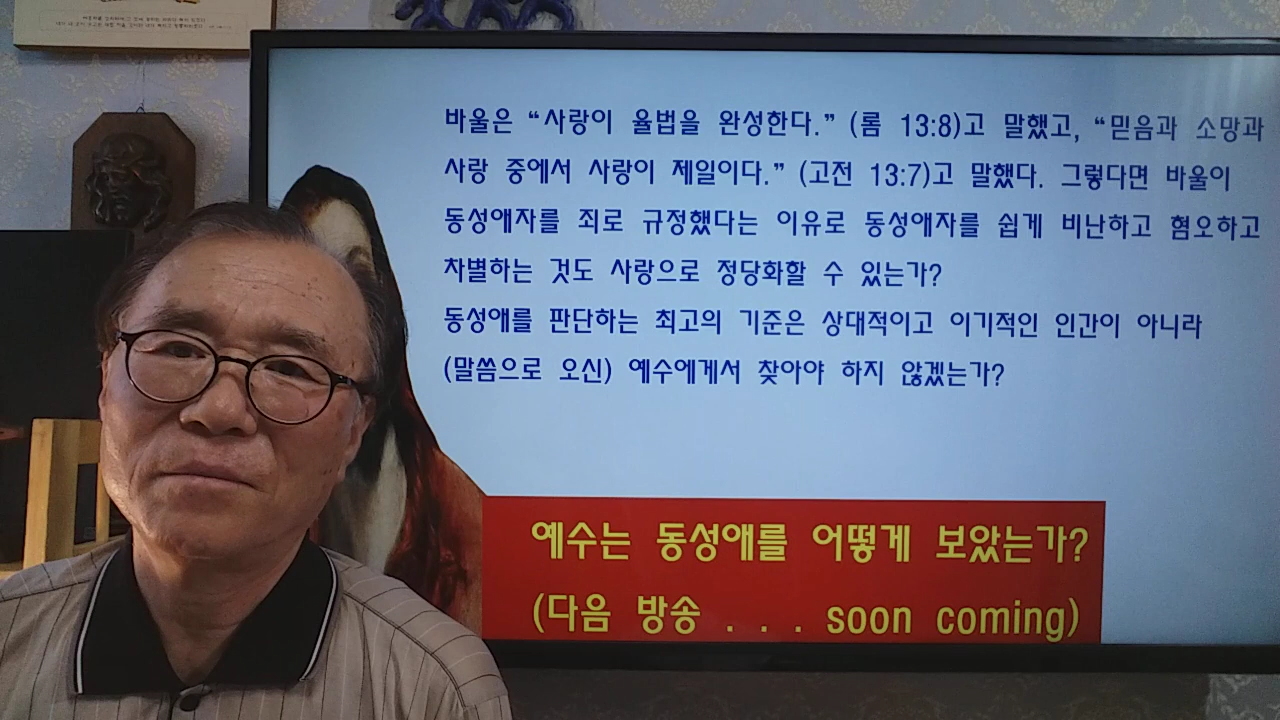 바울은 “사랑이 율법을 완성한다.” (롬 13:8)고 말했고, “믿음과 소망과
사랑 중에서 사랑이 제일이다.” (고전 13:7)고 말했다. 그렇다면 바울이
동성애자를 죄로 규정했다는 이유로 동성애자를 쉽게 비난하고 혐오하고
차별하는 것도 사랑으로 정당화할 수 있는가?
동성애를 판단하는 최고의 기준은 상대적이고 이기적인 인간이 아니라
(말씀으로 오신) 예수에게서 찾아야 하지 않겠는가?
예수는 동성애를 어떻게 보았는가?
(다음 방송 . . . soon coming)